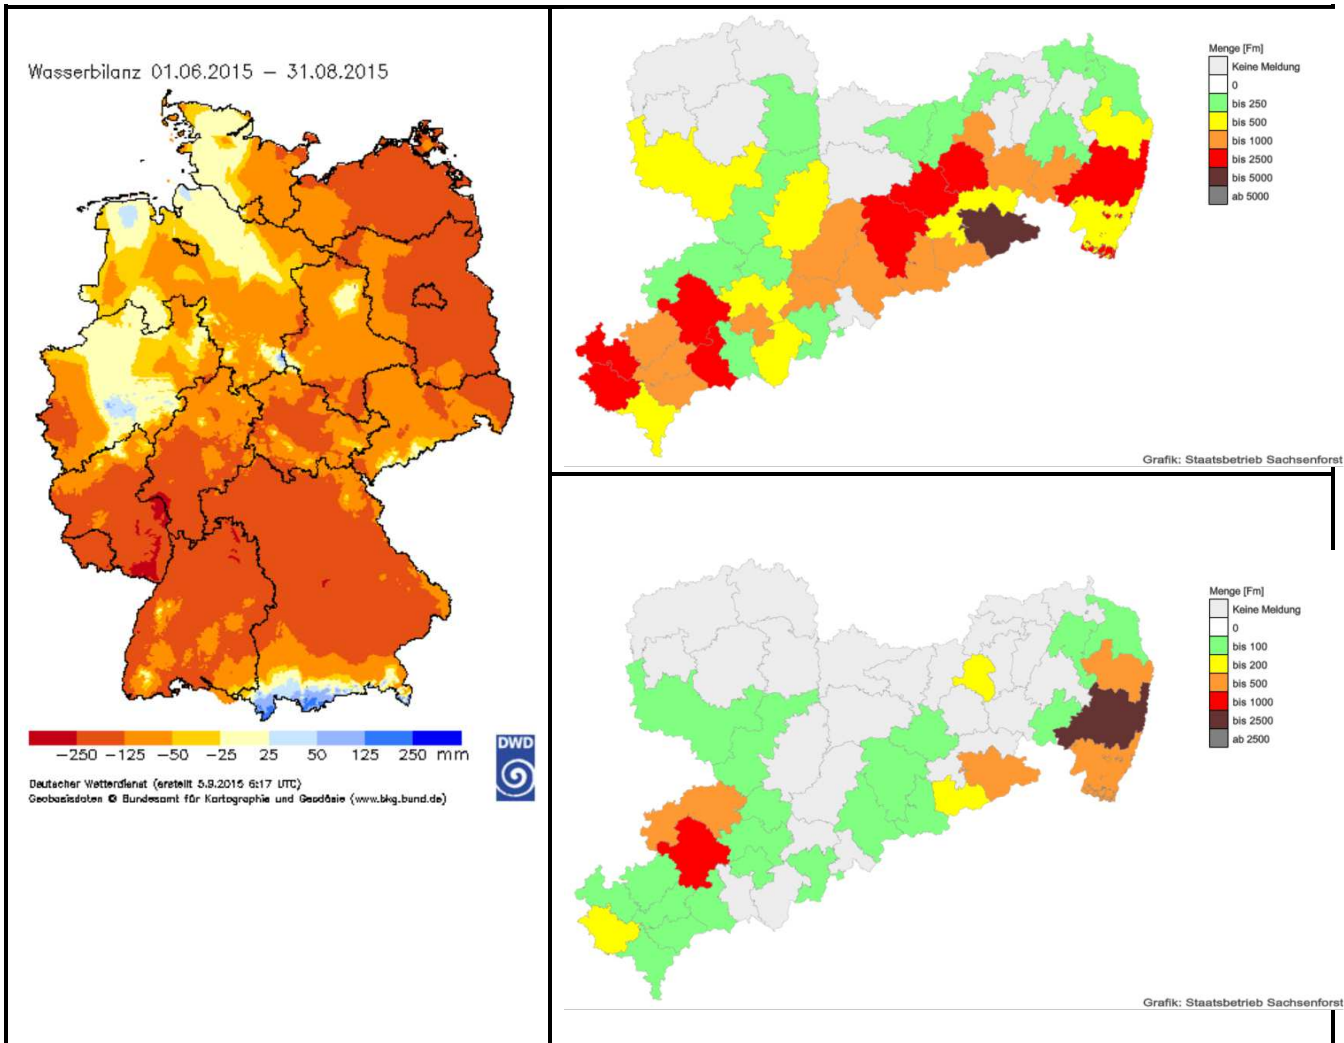 Wasserbilanz 01.06.2015 – 31.08.2015
−250 −125 −50 −25 25 50 125 250 mm
DWD
Deutscher Wetterdienst (erstellt 5.9.2015 6:17 UTC)
Geobasisdaten © Bundesamt für Kartographie und Geodäsie (www.bkg.bund.de)
Menge [Fm]
Keine Meldung
0
bis 250
bis 500
bis 1000
bis 2500
bis 5000
ab 5000
Grafik: Staatsbetrieb Sachsenforst
Menge [Fm]
Keine Meldung
0
bis 100
bis 200
bis 500
bis 1000
bis 2500
ab 2500
Grafik: Staatsbetrieb Sachsenforst